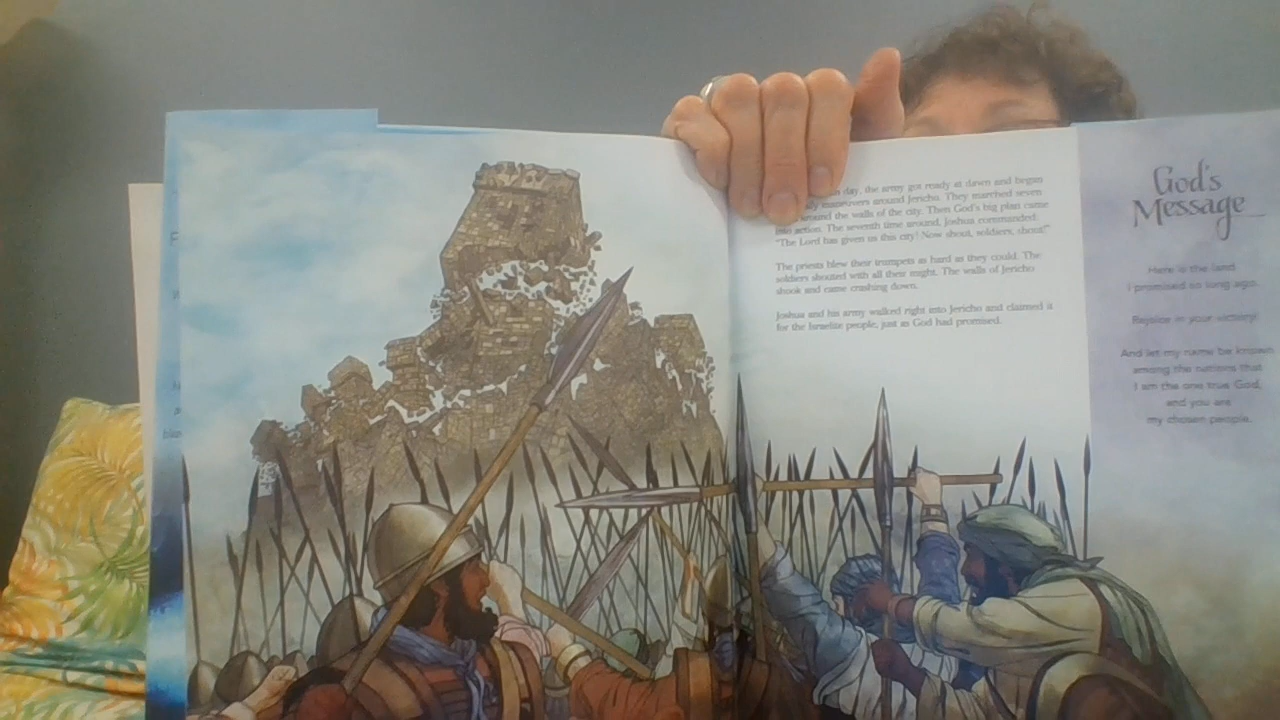 day, the army got ready at dawn and began
maneuvers around Jericho. They marched seven
around the walls of the city. Then God's big plan came
into action. The seventh time around, Joshua commanded:
"The Lord has given us this city! Now shout, soldiers, shout!"
The priests blew their trumpets as hard as they could. The
soldiers shouted with all their might. The walls of Jericho
shook and came crashing down.
Joshua and his army walked right into Jericho and claimed it
for the Israelite people, just as God had promised.
God's
Message
Here is the land
I promised so long ago.
Rejoice in your victory!
And let my name be known
among the nations that
I am the one true God,
and you are
my chosen people.